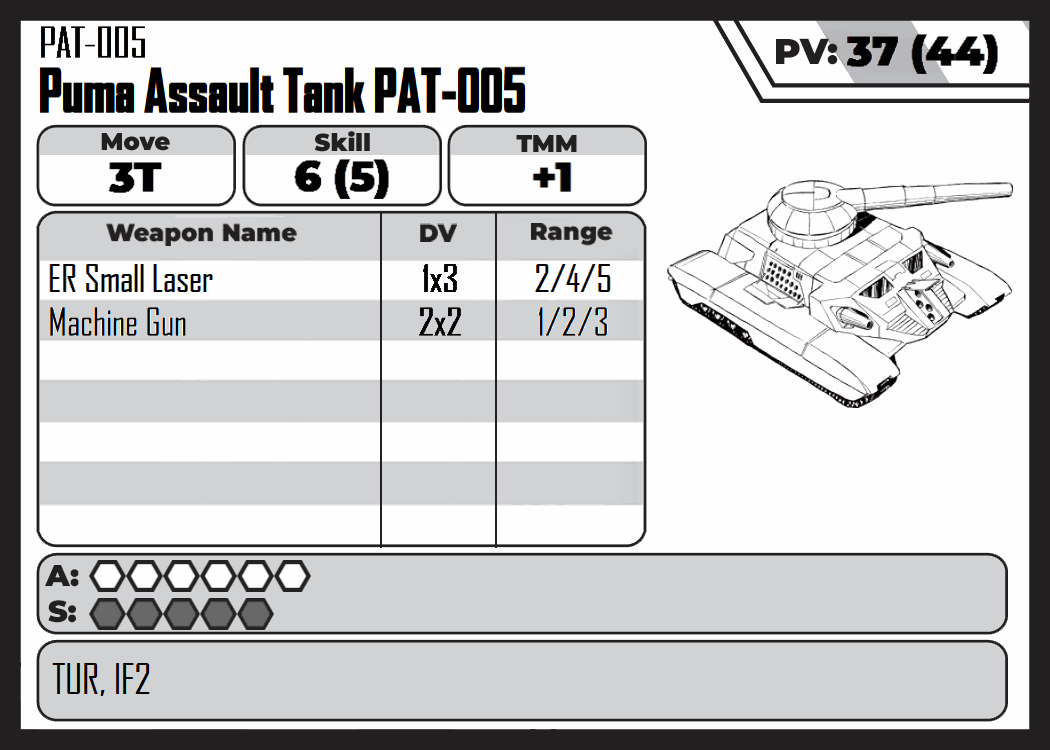 PAT-005
Puma Assault Tank PAT-005
PV: 37 (44)
Move Skill TMM
3T 6 (5) +1
Weapon Name DV Range
ER Small Laser 1x3 2/4/5
Machine Gun 2x2 1/2/3
A:
S:
TUR, IF2